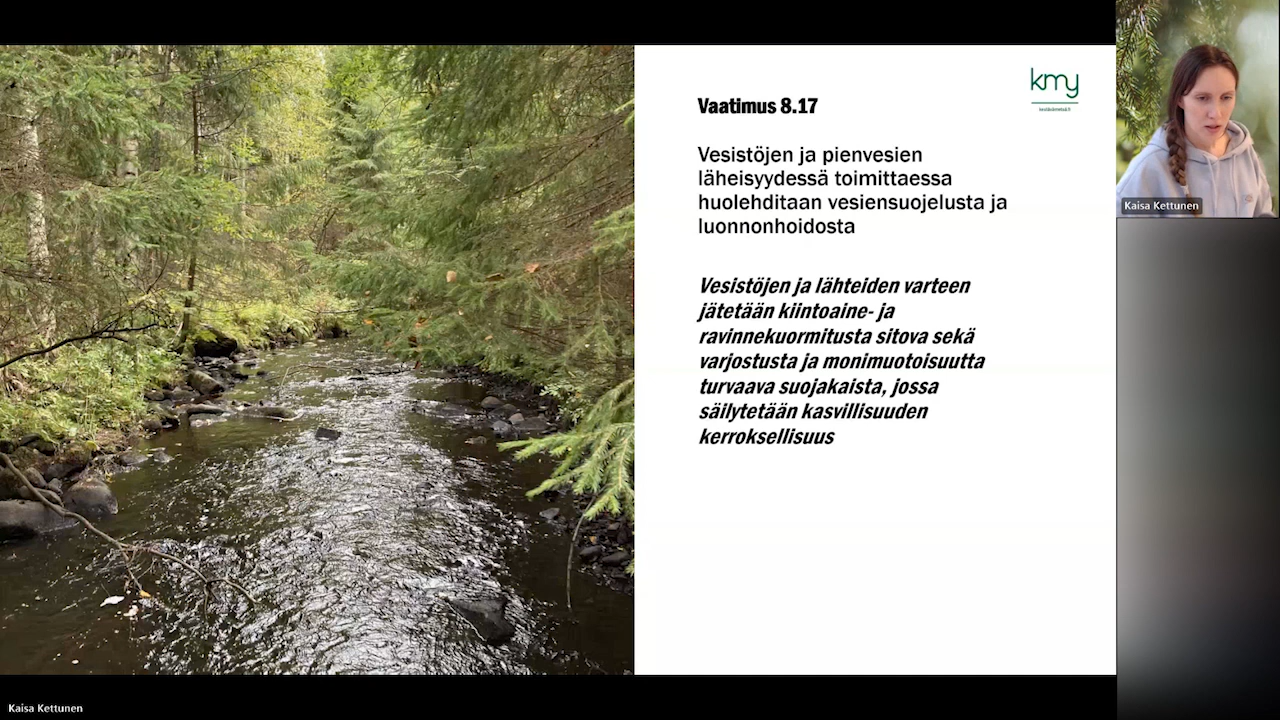 kmy
Vaatimus 8.17
Vesistöjen ja pienvesien
läheisyydessä toimittaessa
huolehditaan vesiensuojelusta ja
luonnonhoidosta
Vesistöjen ja lähteiden varteen
jätetään kiintoaine- ja
ravinnekuormitusta sitova sekä
varjostusta ja monimuotoisuutta
turvaava suojakaista, jossa
säilytetään kasvillisuuden
kerroksellisuus
Kaisa Kettunen
Kaisa Kettunen